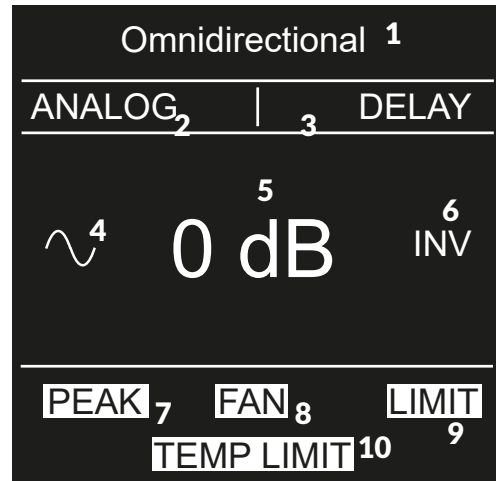 Omnidirectional 1
ANALOG 2 | 3 DELAY
5
4 0 dB 6 INV
PEAK 7 FAN 8 LIMIT 9
TEMP LIMIT 10